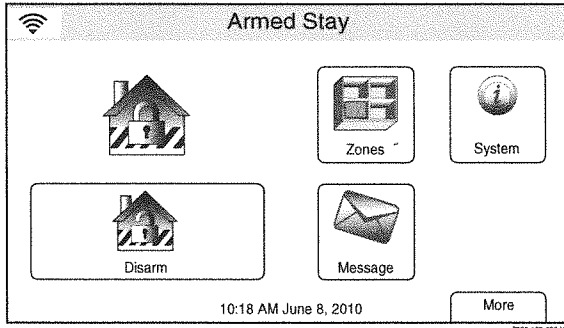 Armed Stay
i
Zones
System
Disarm
Message
10:18 AM June 8, 2010
More